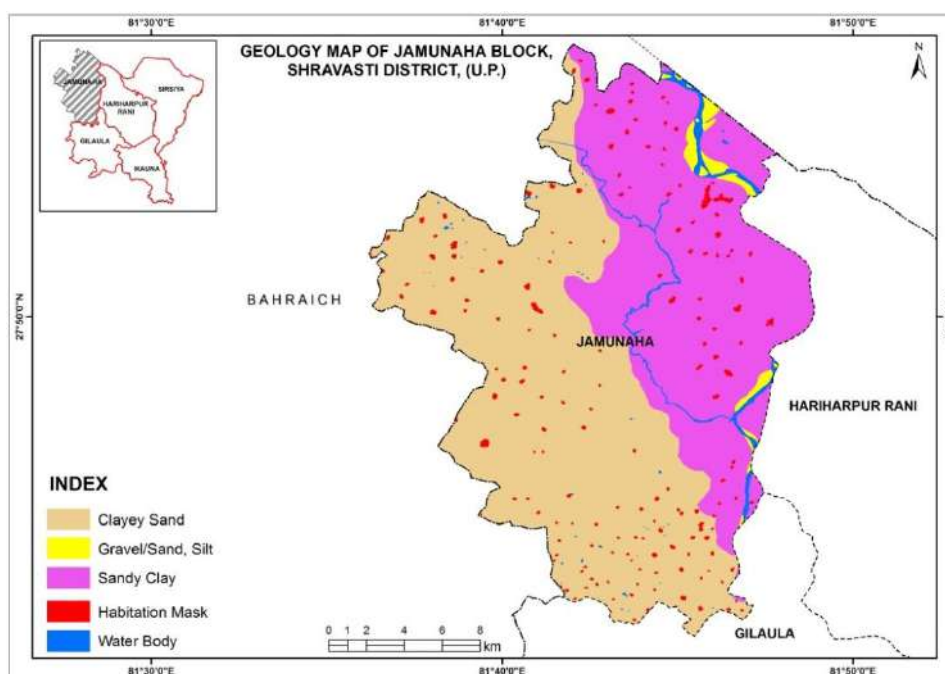 81°30'0"E 81°40'0"E 81°50'0"E
GEOLOGY MAP OF JAMUNAHA BLOCK,
SHRAVASTI DISTRICT, (U.P.)
N
JAMUNAHA
HARIHARPUR
RANI
SIRSIYA
GILAULA
IKAUNA
BAHRAICH
27°50'0"N
JAMUNAHA
HARIHARPUR RANI
GILAULA
INDEX
Clayey Sand
Gravel/Sand, Silt
Sandy Clay
Habitation Mask
Water Body
0 1 2 4 6 8
km
81°30'0"E 81°40'0"E 81°50'0"E